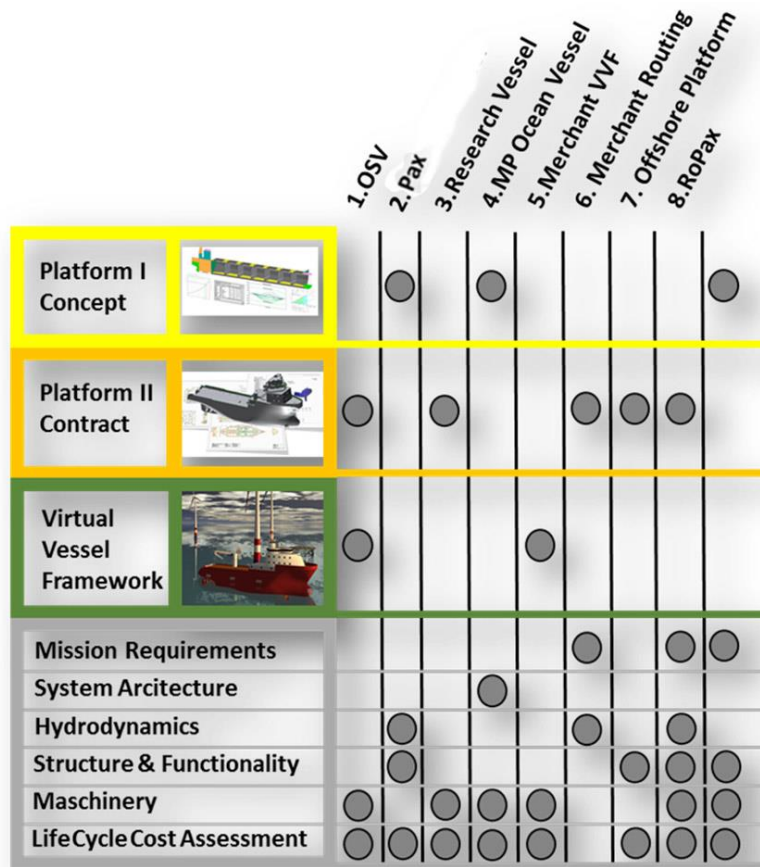 1.OSV
2. Pax
3.Research Vessel
4.MP Ocean Vessel
5.Merchant VVF
6. Merchant Routing
7. Offshore Platform
8.RoPax
Platform I
Concept
Platform II
Contract
Virtual
Vessel
Framework
Mission Requirements
System Arcitecture
Hydrodynamics
Structure & Functionality
Maschinery
LifeCycle Cost Assessment